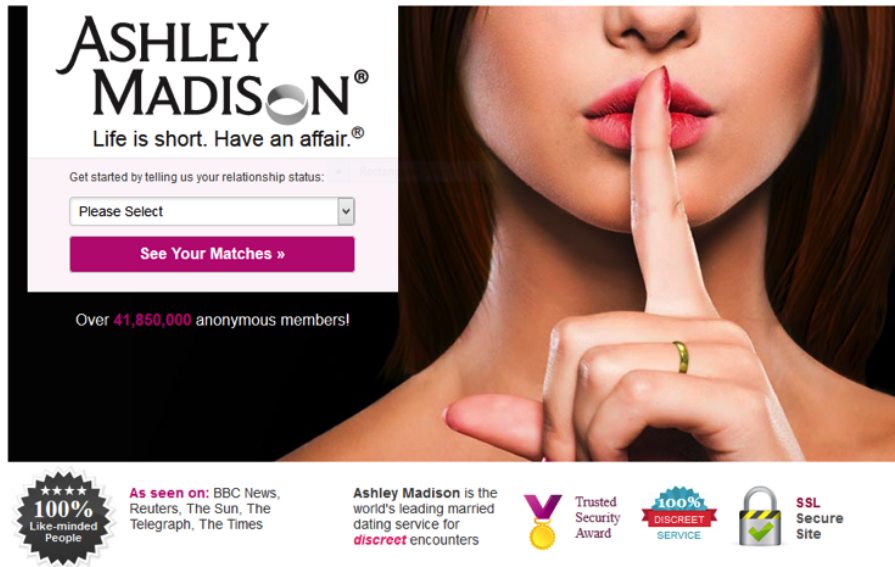 ASHLEY
MADISON®
Life is short. Have an affair.®
Get started by telling us your relationship status:
Please Select
See Your Matches »
Over 41,850,000 anonymous members!
100%
Like-minded
People
As seen on: BBC News,
Reuters, The Sun, The
Telegraph, The Times
Ashley Madison is the
world's leading married
dating service for
discreet encounters
Trusted
Security
Award
100%
DISCREET
SERVICE
SSL
Secure
Site